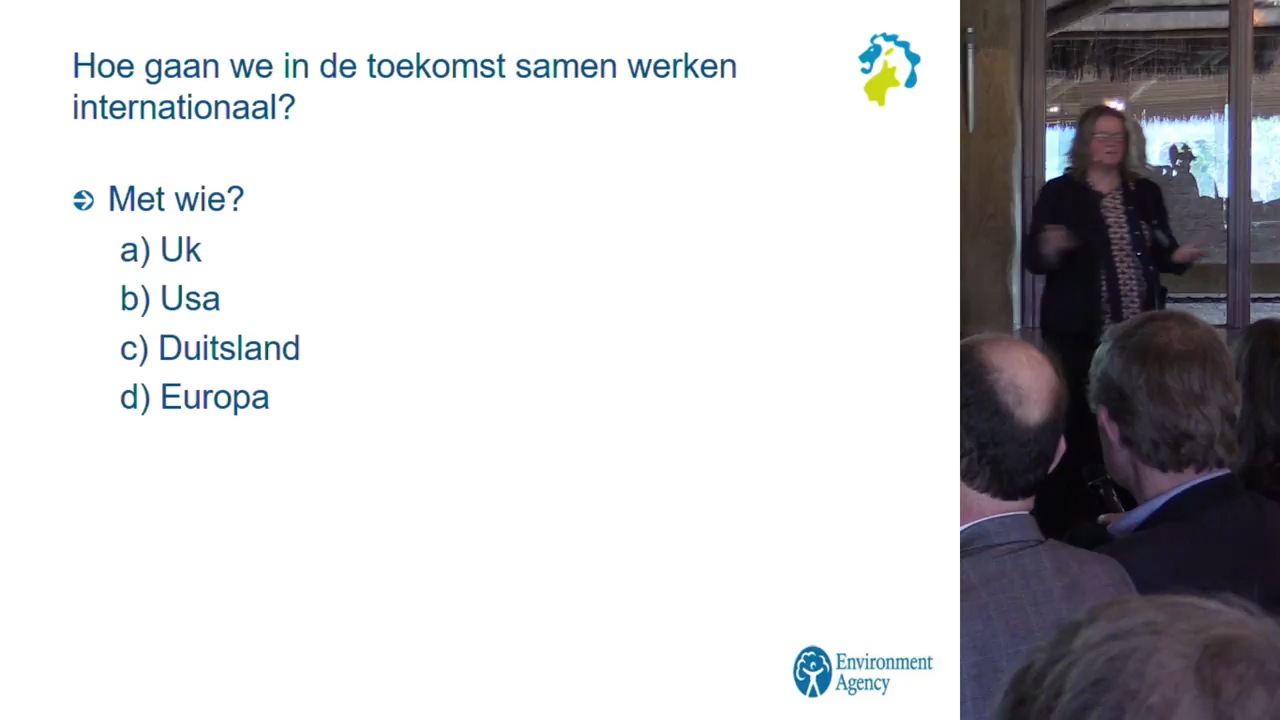 Hoe gaan we in de toekomst samen werken
internationaal?
Met wie?
a) Uk
b) Usa
c) Duitsland
d) Europa
Environment
Agency